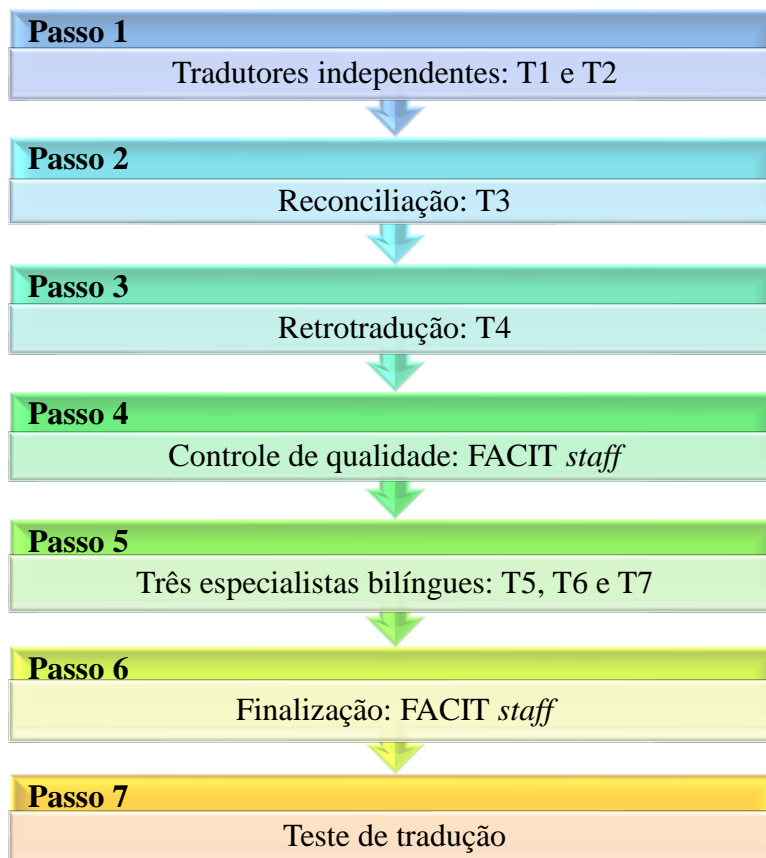 Passo 1
Tradutores independentes: T1 e T2
Passo 2
Reconciliação: T3
Passo 3
Retrotradução: T4
Passo 4
Controle de qualidade: FACIT staff
Passo 5
Três especialistas bilíngues: T5, T6 e T7
Passo 6
Finalização: FACIT staff
Passo 7
Teste de tradução